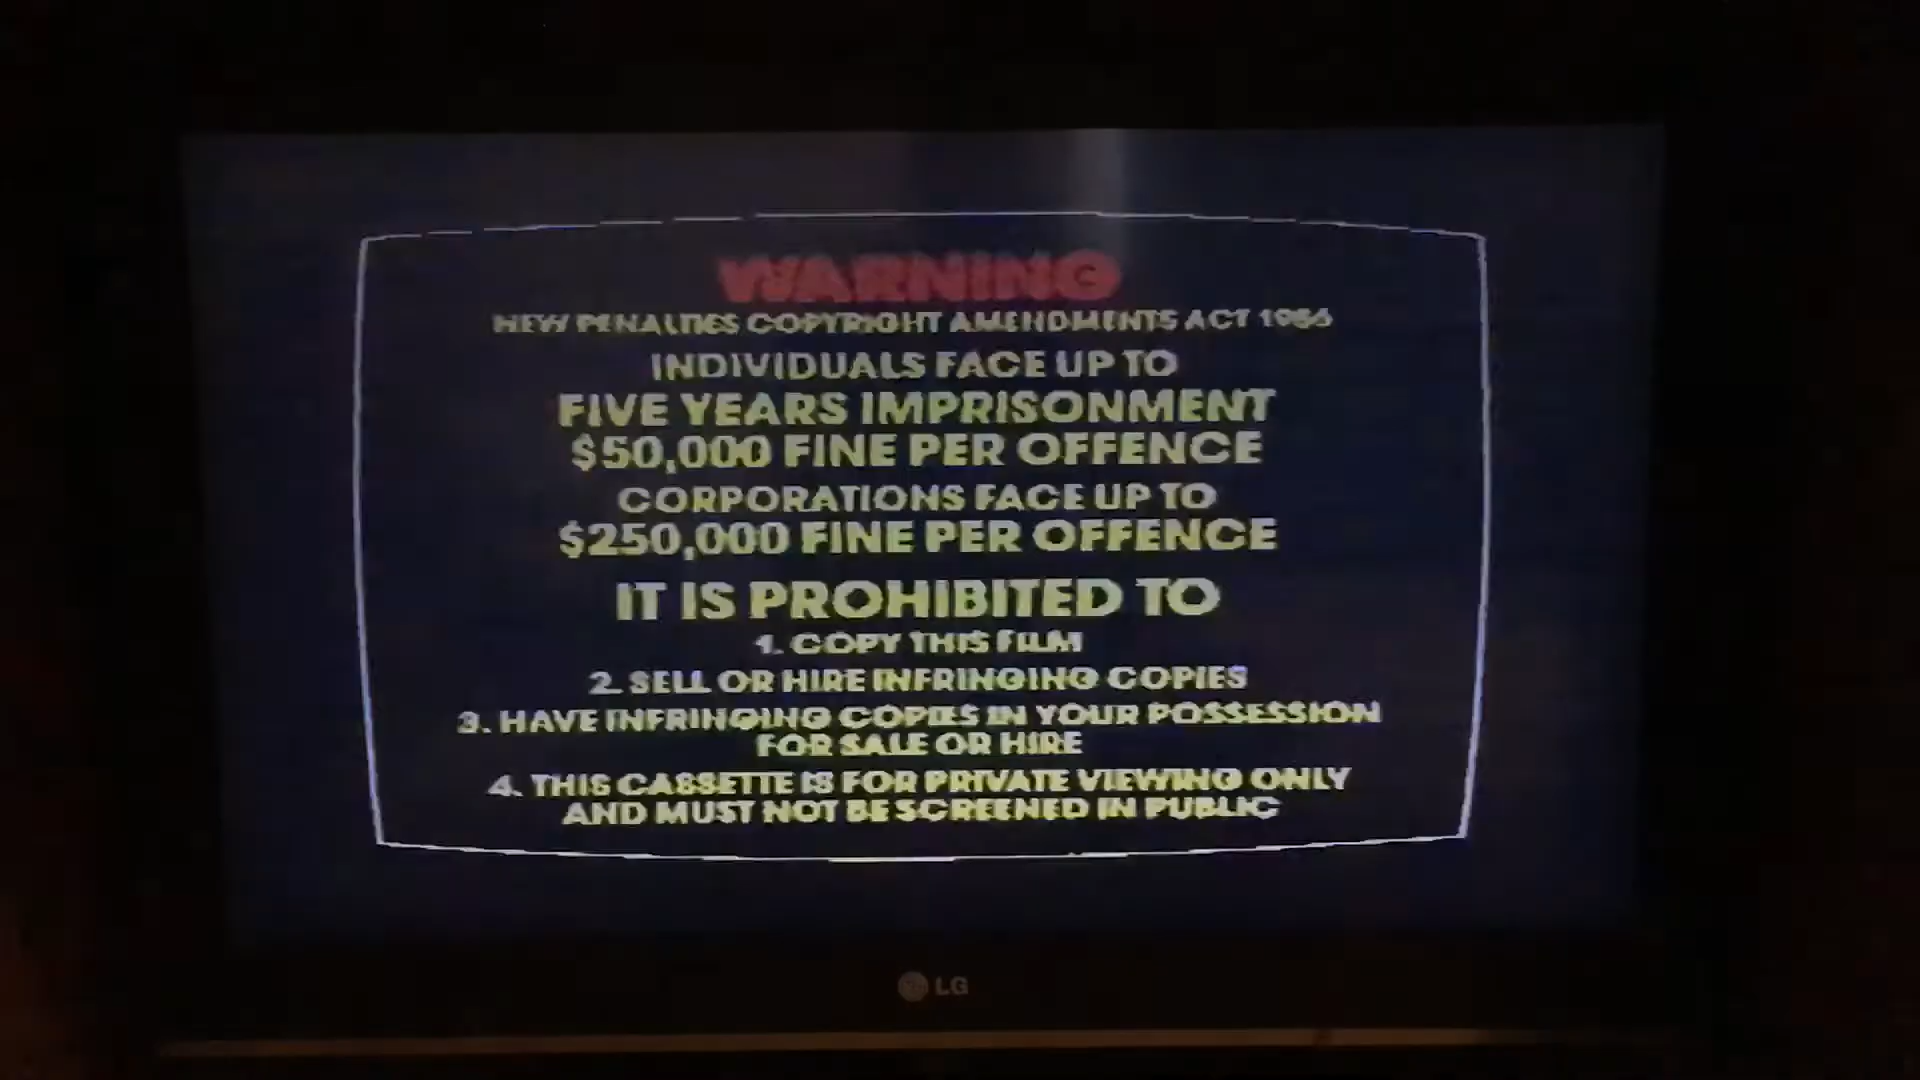 WARNING
NEW PENALTIES COPYRIGHT AMENDMENTS ACT 1986
INDIVIDUALS FACE UP TO
FIVE YEARS IMPRISONMENT
$50,000 FINE PER OFFENCE
CORPORATIONS FACE UP TO
$250,000 FINE PER OFFENCE
IT IS PROHIBITED TO
1. COPY THIS FILM
2. SELL OR HIRE INFRINGING COPIES
3. HAVE INFRINGING COPIES IN YOUR POSSESSION
FOR SALE OR HIRE
4. THIS CASSETTE IS FOR PRIVATE VIEWING ONLY
AND MUST NOT BE SCREENED IN PUBLIC
LG